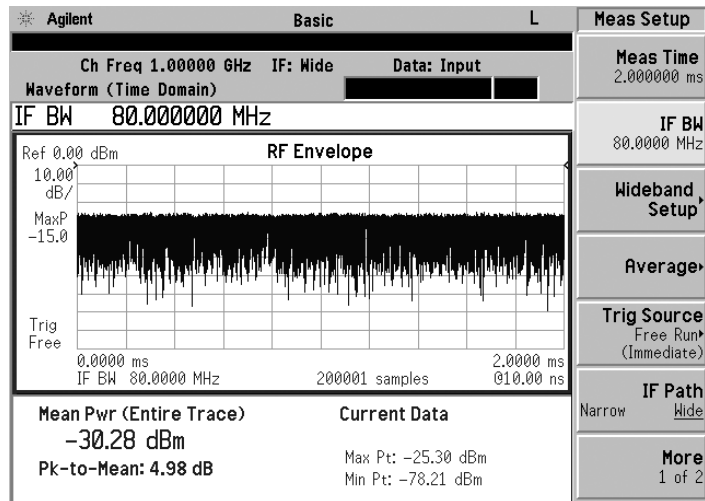 Agilent Basic L Meas Setup
Ch Freq 1.00000 GHz IF: Wide Data: Input
Waveform (Time Domain)
IF BW 80.000000 MHz
Ref 0.00 dBm RF Envelope
10.00
dB/
MaxP
-15.0
Trig
Free
0.0000 ms 2.0000 ms
IF BW 80.0000 MHz 200001 samples @10.00 ns
Mean Pwr (Entire Trace)
-30.28 dBm
Pk-to-Mean: 4.98 dB
Current Data
Max Pt: -25.30 dBm
Min Pt: -78.21 dBm
Meas Time
2.000000 ms
IF BW
80.0000 MHz
Wideband
Setup
Average
Trig Source
Free Run
(Immediate)
IF Path
Narrow Wide
More
1 of 2